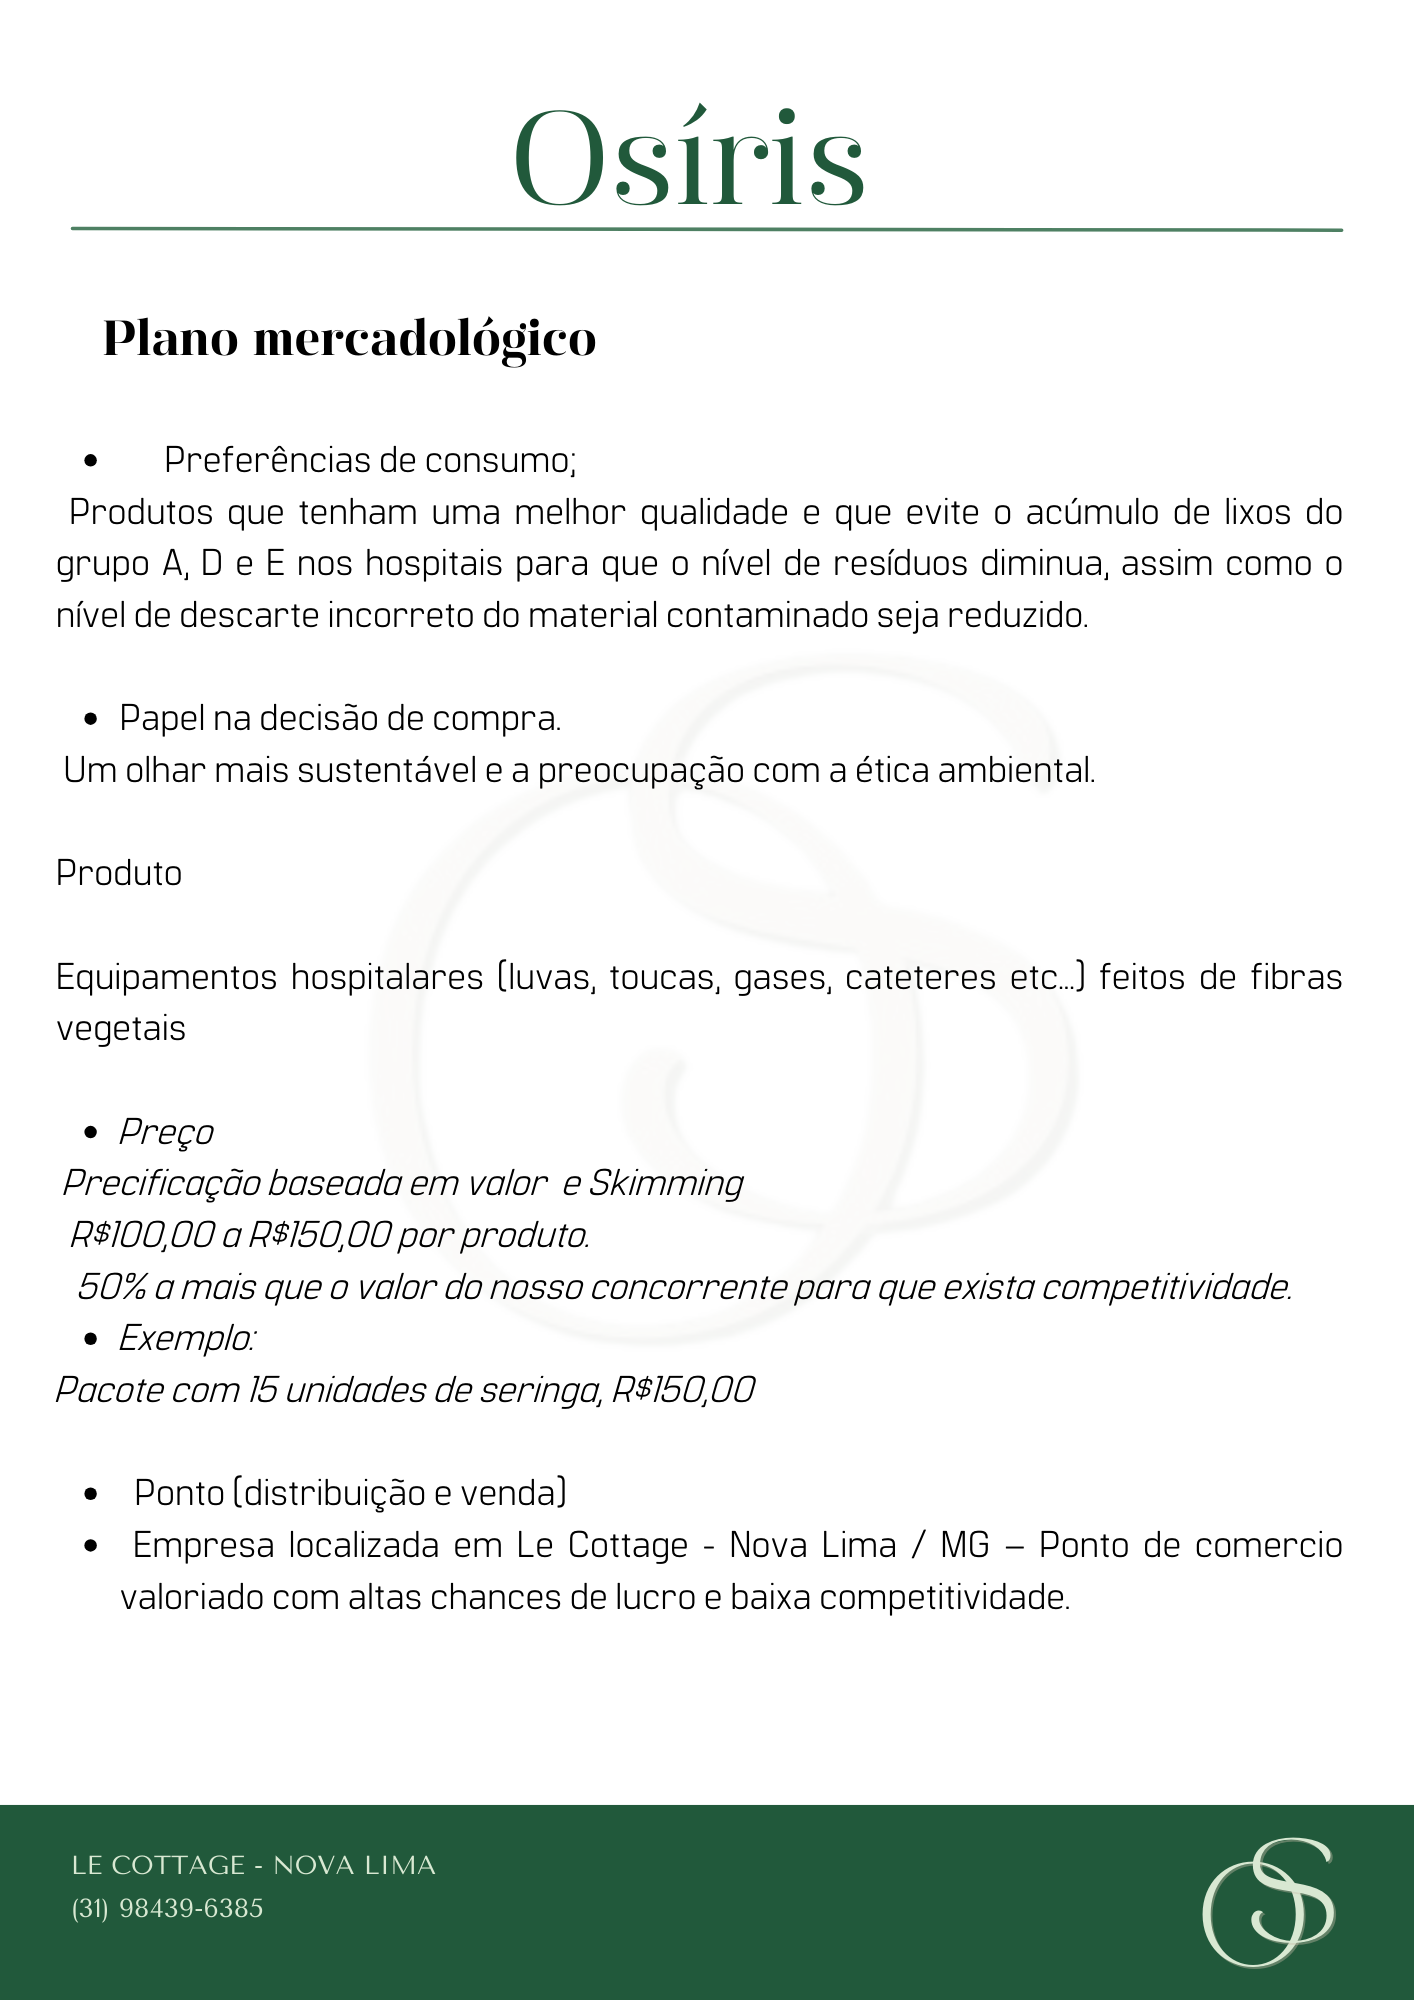 Osíris
Plano mercadológico
• Preferências de consumo;
Produtos que tenham uma melhor qualidade e que evite o acúmulo de lixos do
grupo A, D e E nos hospitais para que o nível de resíduos diminua, assim como o
nível de descarte incorreto do material contaminado seja reduzido.
• Papel na decisão de compra.
Um olhar mais sustentável e a preocupação com a ética ambiental.
Produto
Equipamentos hospitalares (luvas, toucas, gases, cateteres etc...) feitos de fibras
vegetais
• Preço
Precificação baseada em valor e Skimming
R$100,00 a R$150,00 por produto.
50% a mais que o valor do nosso concorrente para que exista competitividade.
• Exemplo:
Pacote com 15 unidades de seringa, R$150,00
• Ponto (distribuição e venda)
• Empresa localizada em Le Cottage - Nova Lima / MG – Ponto de comercio
valoriado com altas chances de lucro e baixa competitividade.
LE COTTAGE - NOVA LIMA
(31) 98439-6385
OS